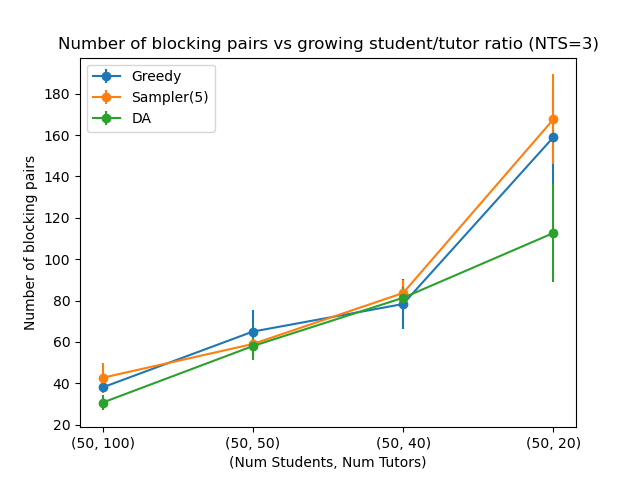 Number of blocking pairs vs growing student/tutor ratio (NTS=3)
Greedy
Sampler(5)
DA
Number of blocking pairs
180
160
140
120
100
80
60
40
20
(50, 100) (50, 50) (50, 40) (50, 20)
(Num Students, Num Tutors)